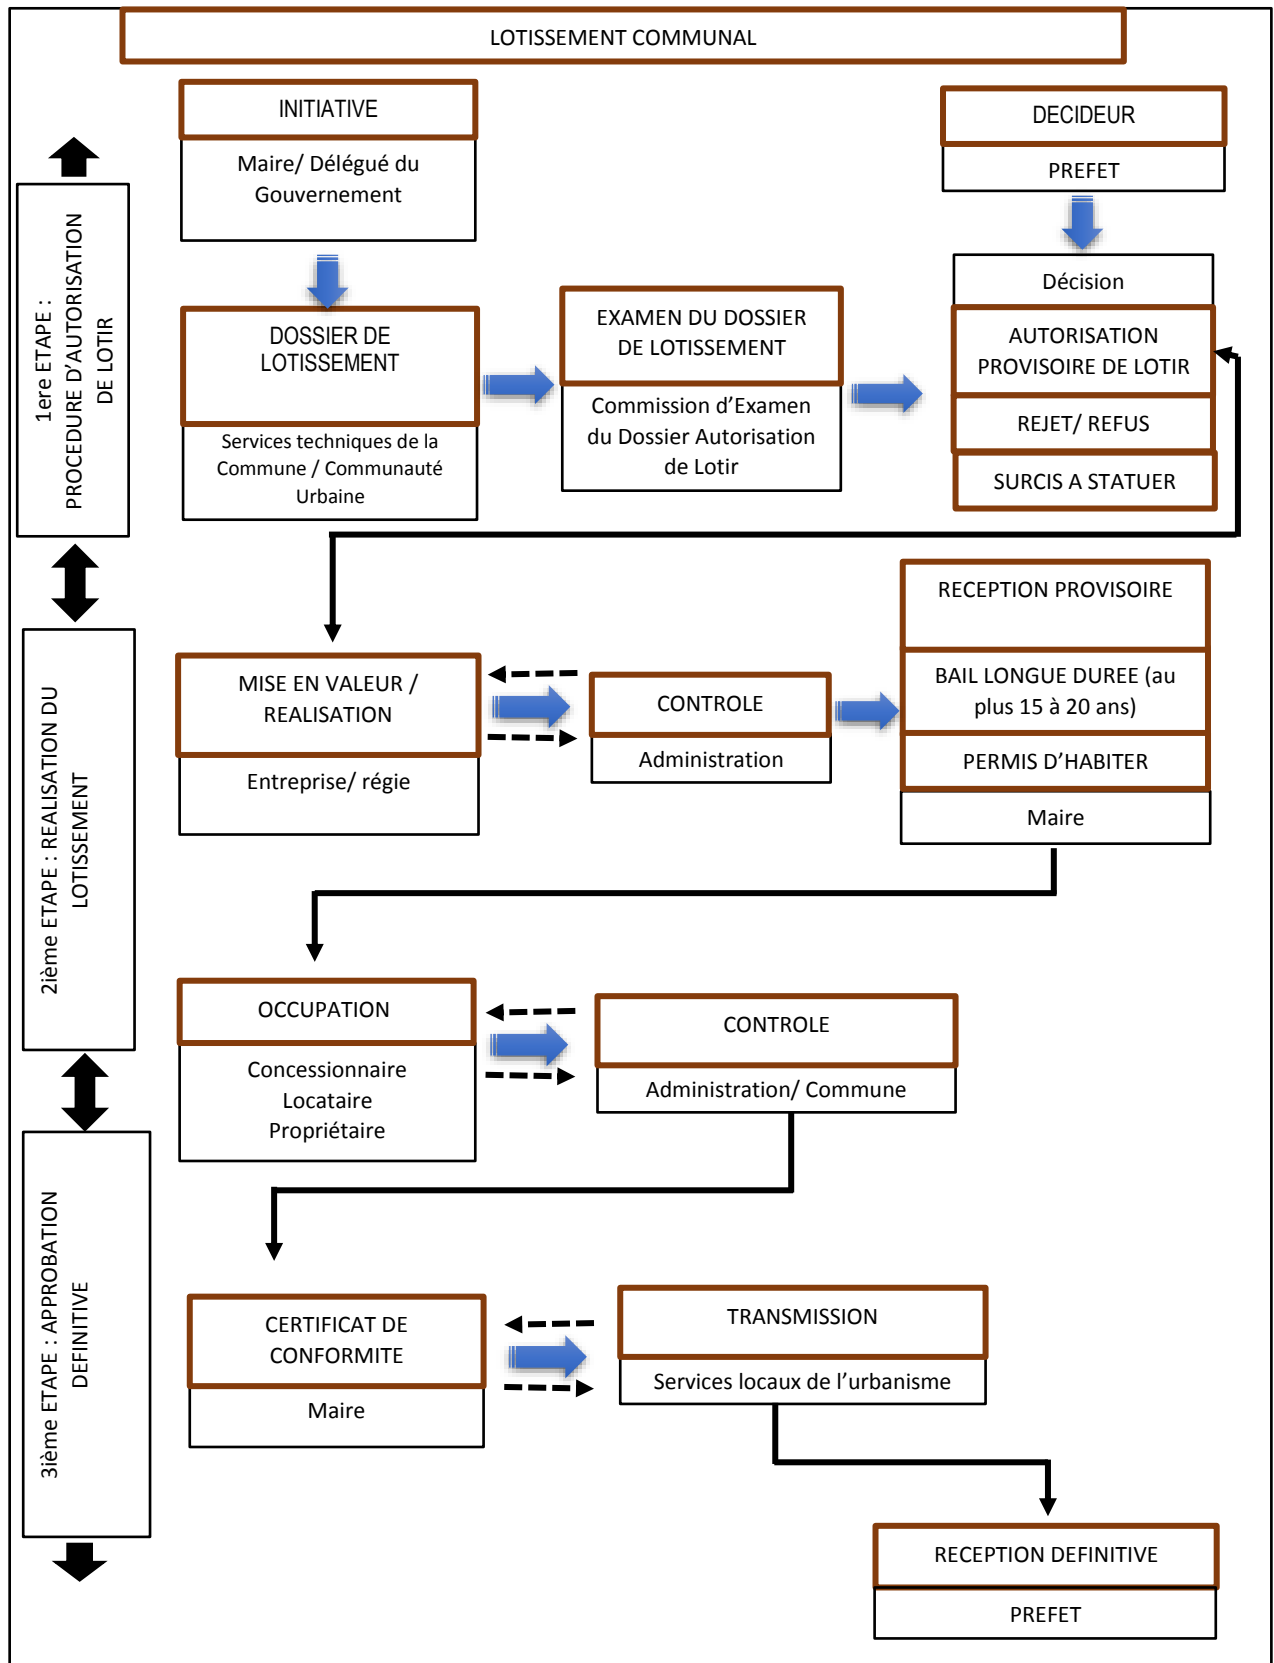 LOTISSEMENT COMMUNAL
1ere ETAPE :
PROCEDURE D’AUTORISATION
DE LOTIR
INITIATIVE
Maire/ Délégué du
Gouvernement
DECIDEUR
PREFET
DOSSIER DE
LOTISSEMENT
Services techniques de la
Commune / Communauté
Urbaine
EXAMEN DU DOSSIER
DE LOTISSEMENT
Commission d’Examen
du Dossier Autorisation
de Lotir
Décision
AUTORISATION
PROVISOIRE DE LOTIR
REJET/ REFUS
SURCIS A STATUER
2ième ETAPE : REALISATION DU
LOTISSEMENT
MISE EN VALEUR /
REALISATION
Entreprise/ régie
CONTROLE
Administration
RECEPTION PROVISOIRE
BAIL LONGUE DUREE (au
plus 15 à 20 ans)
PERMIS D’HABITER
Maire
OCCUPATION
Concessionnaire
Locataire
Propriétaire
CONTROLE
Administration/ Commune
3ième ETAPE : APPROBATION
DEFINITIVE
CERTIFICAT DE
CONFORMITE
Maire
TRANSMISSION
Services locaux de l’urbanisme
RECEPTION DEFINITIVE
PREFET